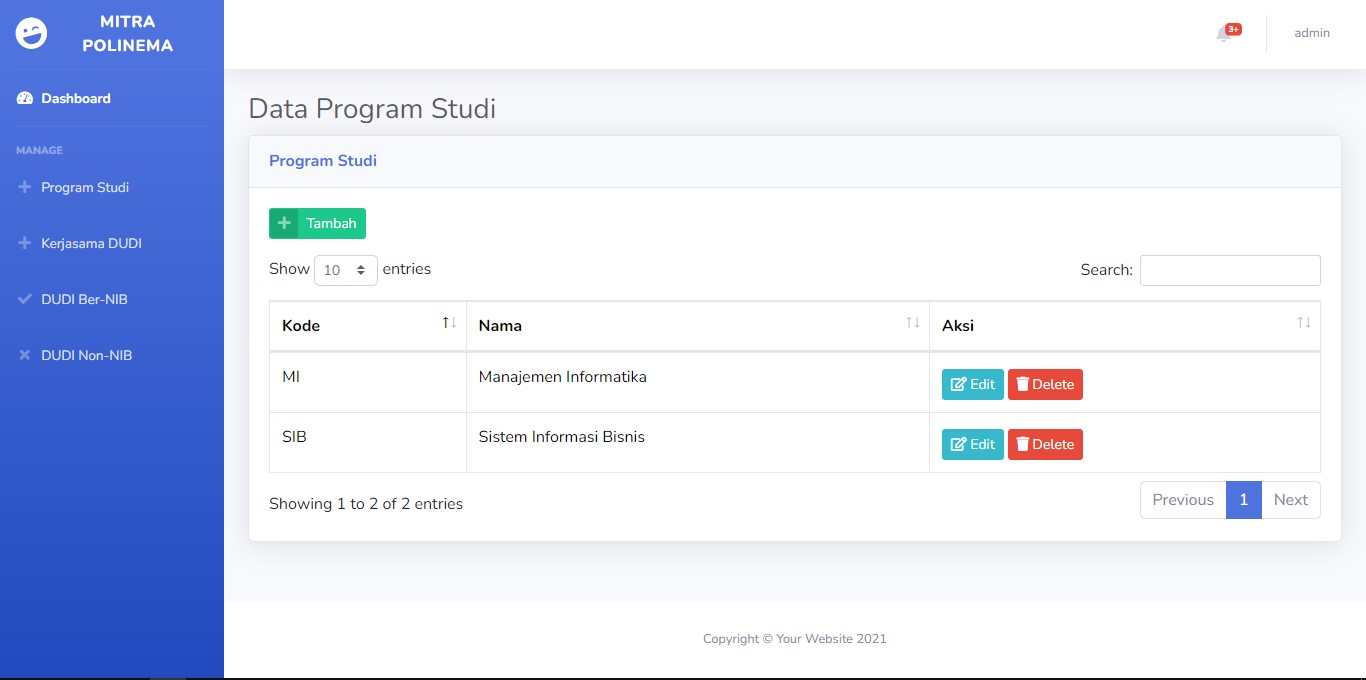 MITRA
POLINEMA
3+
admin
Dashboard
MANAGE
Program Studi
Kerjasama DUDI
DUDI Ber-NIB
DUDI Non-NIB
Data Program Studi
Program Studi
Tambah
Show 10 entries
Search:
Kode Nama Aksi
MI Manajemen Informatika Edit Delete
SIB Sistem Informasi Bisnis Edit Delete
Showing 1 to 2 of 2 entries
Previous 1 Next
Copyright © Your Website 2021